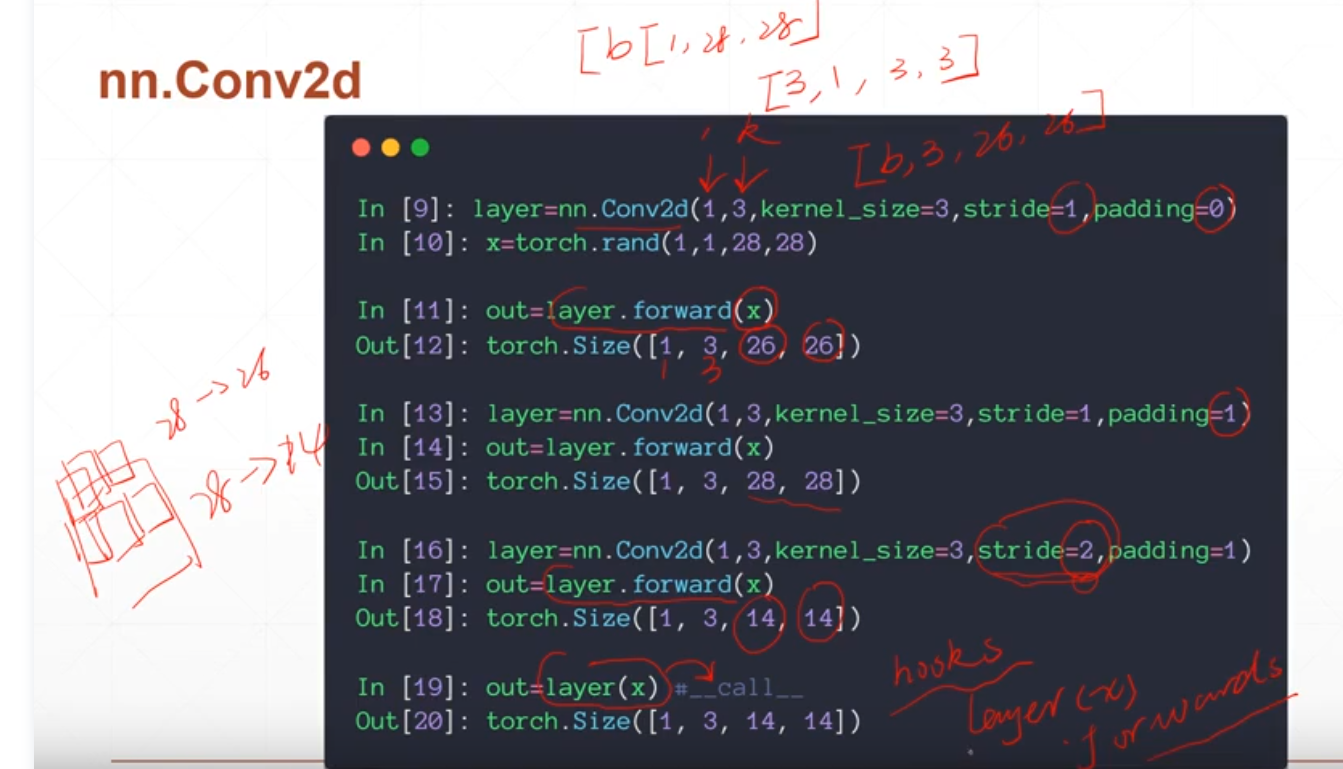 [b[1, 28, 28]
nn.Conv2d
[3, 1, 3, 3]
1 k
[b, 3, 26, 26]
In [9]: layer=nn.Conv2d(1,3,kernel_size=3,stride=1,padding=0)
In [10]: x=torch.rand(1,1,28,28)
In [11]: out=layer.forward(x)
Out[12]: torch.Size([1, 3, 26, 26])
1 3
28 -> 26
In [13]: layer=nn.Conv2d(1,3,kernel_size=3,stride=1,padding=1)
In [14]: out=layer.forward(x)
28 -> 14
Out[15]: torch.Size([1, 3, 28, 28])
In [16]: layer=nn.Conv2d(1,3,kernel_size=3,stride=2,padding=1)
In [17]: out=layer.forward(x)
Out[18]: torch.Size([1, 3, 14, 14])
hooks
In [19]: out=layer(x) #__call__
layer(x)
Out[20]: torch.Size([1, 3, 14, 14])
.forwards